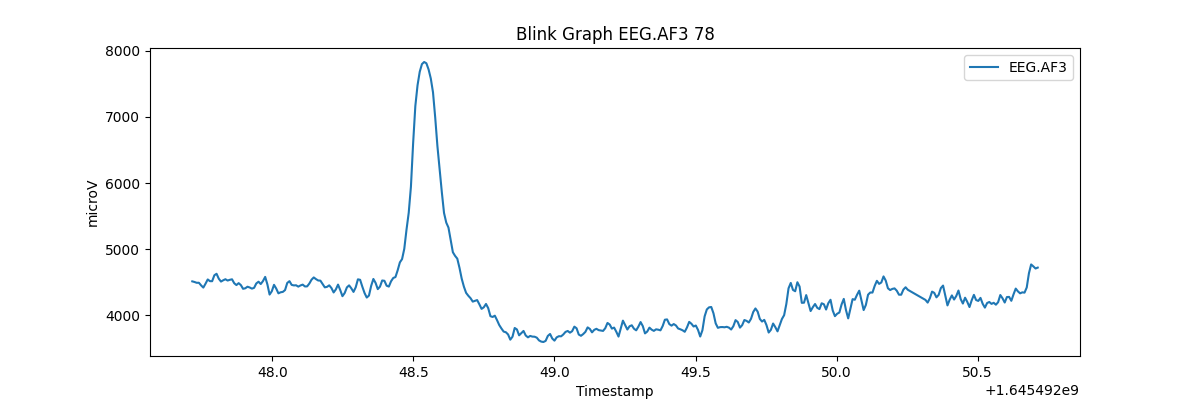 Blink Graph EEG.AF3 78
EEG.AF3
8000
7000
6000
5000
4000
microV
48.0 48.5 49.0 49.5 50.0 50.5
Timestamp
+1.645492e9